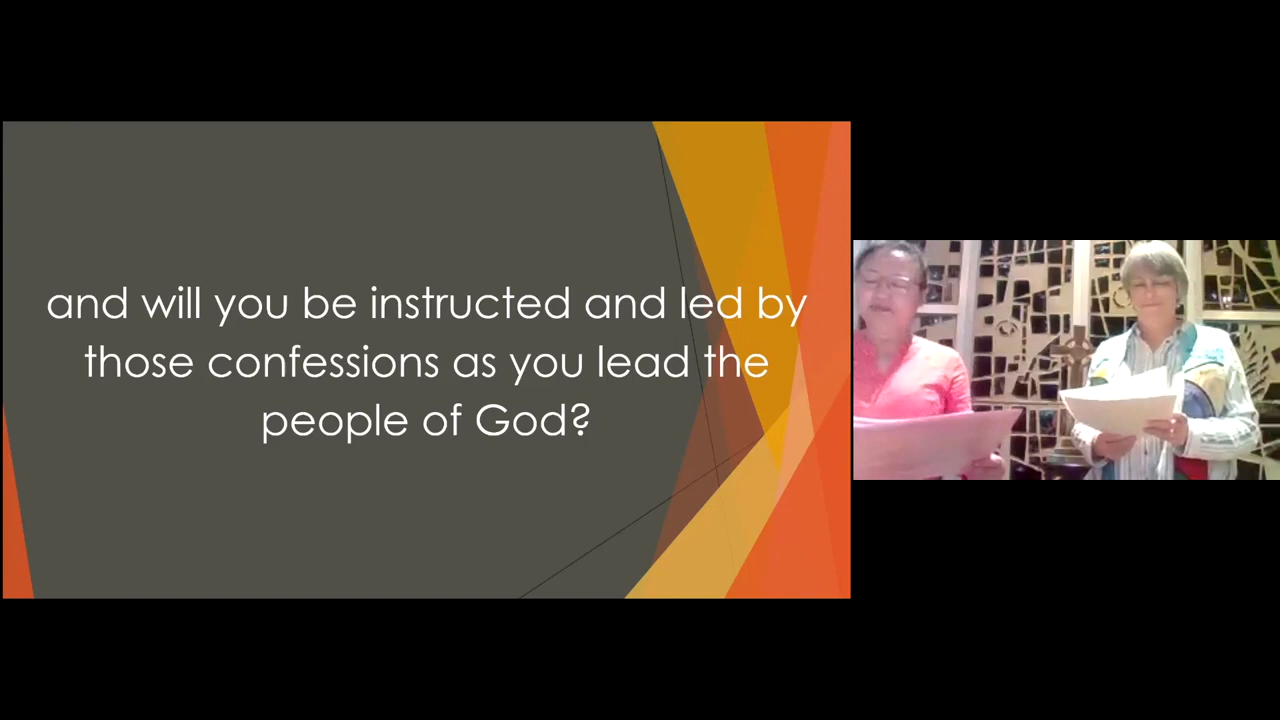 and will you be instructed and led by
those confessions as you lead the
people of God?